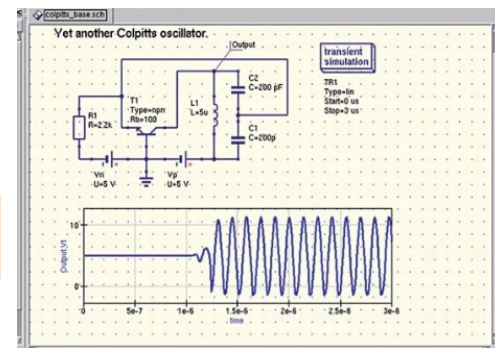 colpitts_base.sch
Yet another Colpitts oscillator.
Output
transient
simulation
TR1
Type=lin
Start=0 us
Stop=3 us
C2
C=200 pF
T1
Type=npn
Rb=100
L1
L=5u
R1
R=2.2k
C1
C=200p
Vn
U=5 V
Vp
U=5 V
Output.Vt
10
0
0
5e-7
1e-6
1.5e-6
2e-6
2.5e-6
3e-6
time